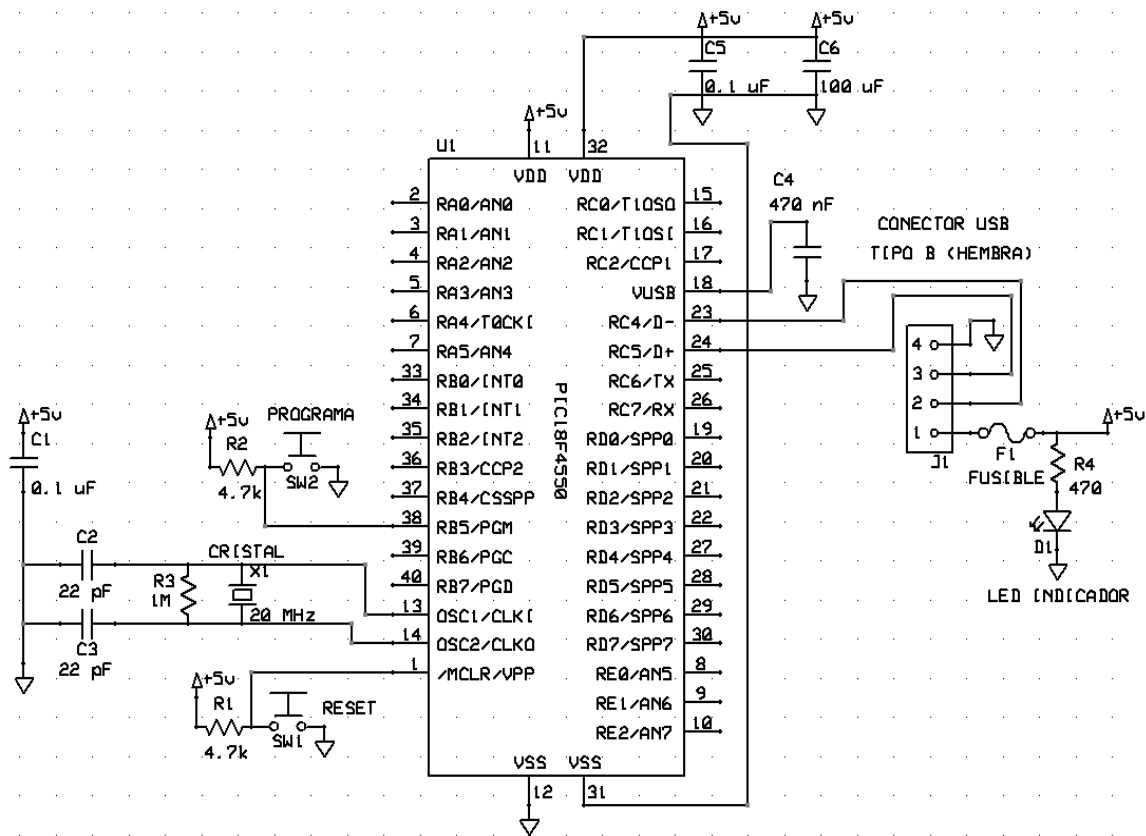 +5v
+5v
C5
C6
0.1 uF
100 uF
+5v
U1
11
32
VDD
VDD
2
RA0/AN0
RC0/T1OSO
15
3
RA1/AN1
RC1/T1OSI
16
4
RA2/AN2
RC2/CCP1
17
5
RA3/AN3
VUSB
18
6
RA4/T0CKI
RC4/D-
23
7
RA5/AN4
RC5/D+
24
33
RB0/INT0
RC6/TX
25
34
RB1/INT1
RC7/RX
26
35
RB2/INT2
RD0/SPP0
19
36
RB3/CCP2
RD1/SPP1
20
37
RB4/CSSPP
RD2/SPP2
21
38
RB5/PGM
RD3/SPP3
22
39
RB6/PGC
RD4/SPP4
27
40
RB7/PGD
RD5/SPP5
28
13
OSC1/CLKI
RD6/SPP6
29
14
OSC2/CLKO
RD7/SPP7
30
1
/MCLR/VPP
RE0/AN5
8
RE1/AN6
9
RE2/AN7
10
PIC18F4550
VSS
VSS
12
31
C4
470 nF
CONECTOR USB
TIPO B (HEMBRA)
4
3
2
1
J1
F1
FUSIBLE
+5v
R4
470
D1
LED INDICADOR
+5v
C1
0.1 uF
+5v
R2
4.7k
PROGRAMA
SW2
C2
22 pF
C3
22 pF
R3
1M
CRISTAL
X1
20 MHz
+5v
R1
4.7k
RESET
SW1